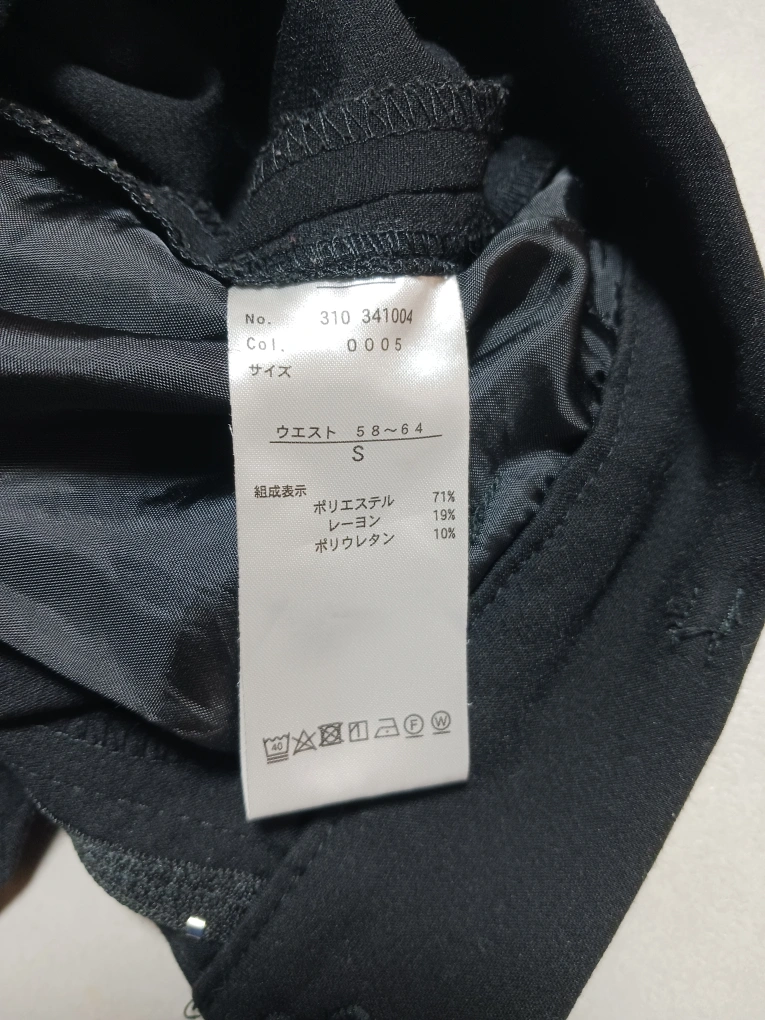 No. 310 341004
Col. 0005
サイズ
ウエスト 58～64
S
組成表示
ポリエステル 71%
レーヨン 19%
ポリウレタン 10%
40 F W